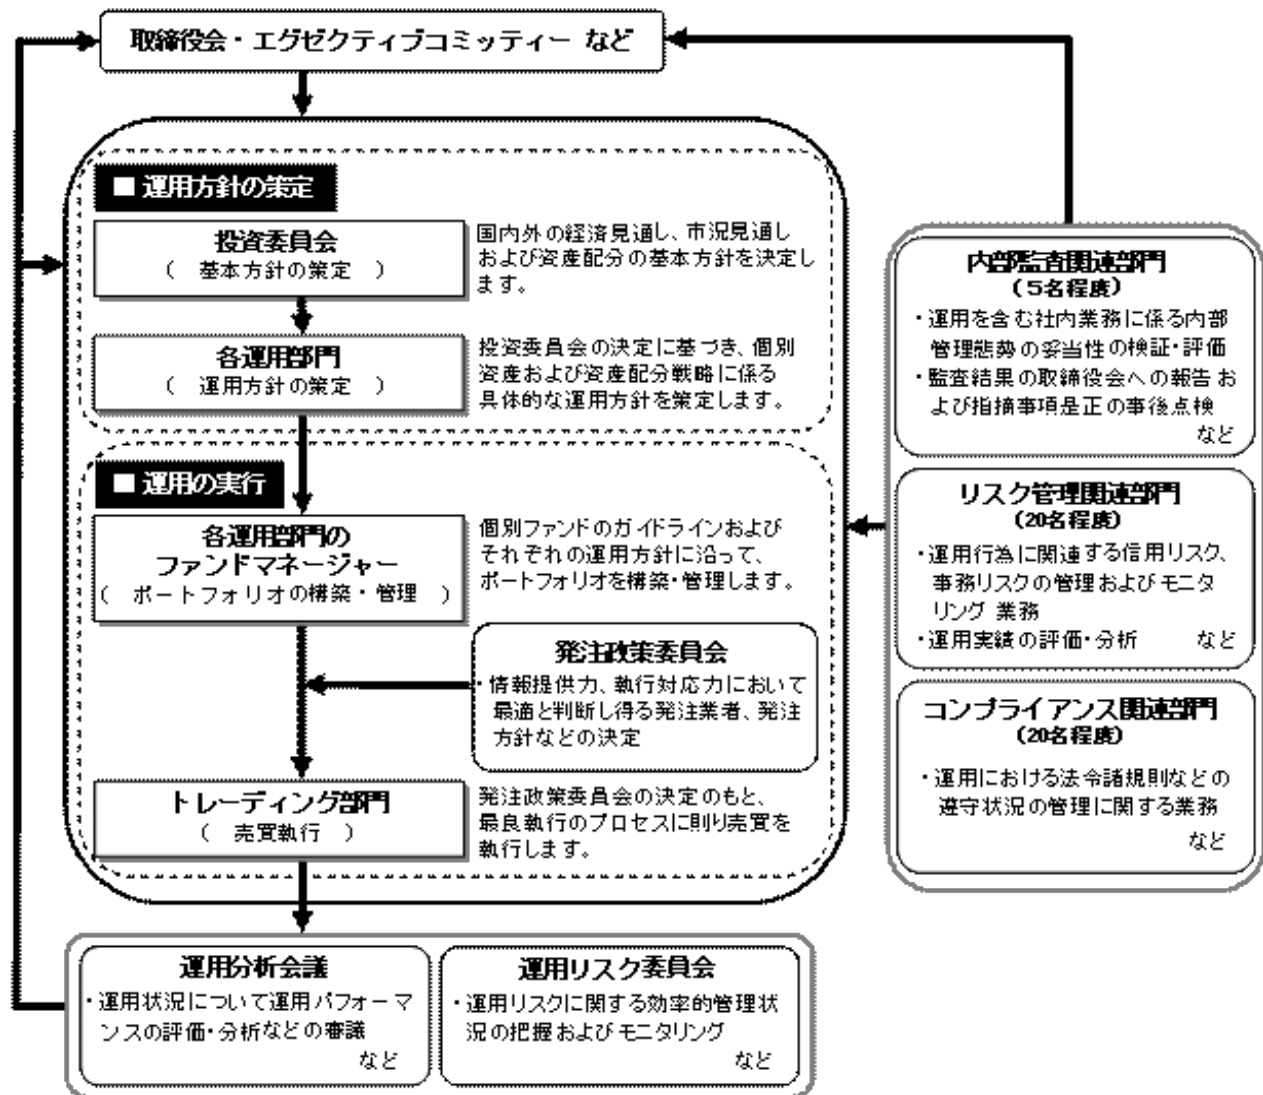 取締役会・エグゼクティブコミッティー など
■ 運用方針の策定
投資委員会
（ 基本方針の策定 ）
国内外の経済見通し、市況見通し
および資産配分の基本方針を決定し
ます。
各運用部門
（ 運用方針の策定 ）
投資委員会の決定に基づき、個別
資産および資産配分戦略に係る
具体的な運用方針を策定します。
■ 運用の実行
各運用部門の
ファンドマネージャー
（ ポートフォリオの構築・管理 ）
個別ファンドのガイドラインおよび
それぞれの運用方針に沿って、
ポートフォリオを構築・管理します。
発注政策委員会
・情報提供力、執行対応力において
最適と判断し得る発注業者、発注
方針などの決定
トレーディング部門
（ 売買執行 ）
発注政策委員会の決定のもと、
最良執行のプロセスに則り売買を
執行します。
運用分析会議
・運用状況について運用パフォーマ
ンスの評価・分析などの審議
など
運用リスク委員会
・運用リスクに関する効率的管理状
況の把握およびモニタリング
など
内部監査関連部門
（５名程度）
・運用を含む社内業務に係る内部
管理態勢の妥当性の検証・評価
・監査結果の取締役会への報告お
よび指摘事項是正の事後点検
など
リスク管理関連部門
（20名程度）
・運用行為に関連する信用リスク、
事務リスクの管理およびモニタ
リング 業務
・運用実績の評価・分析 など
コンプライアンス関連部門
（20名程度）
・運用における法令諸規則などの
遵守状況の管理に関する業務
など